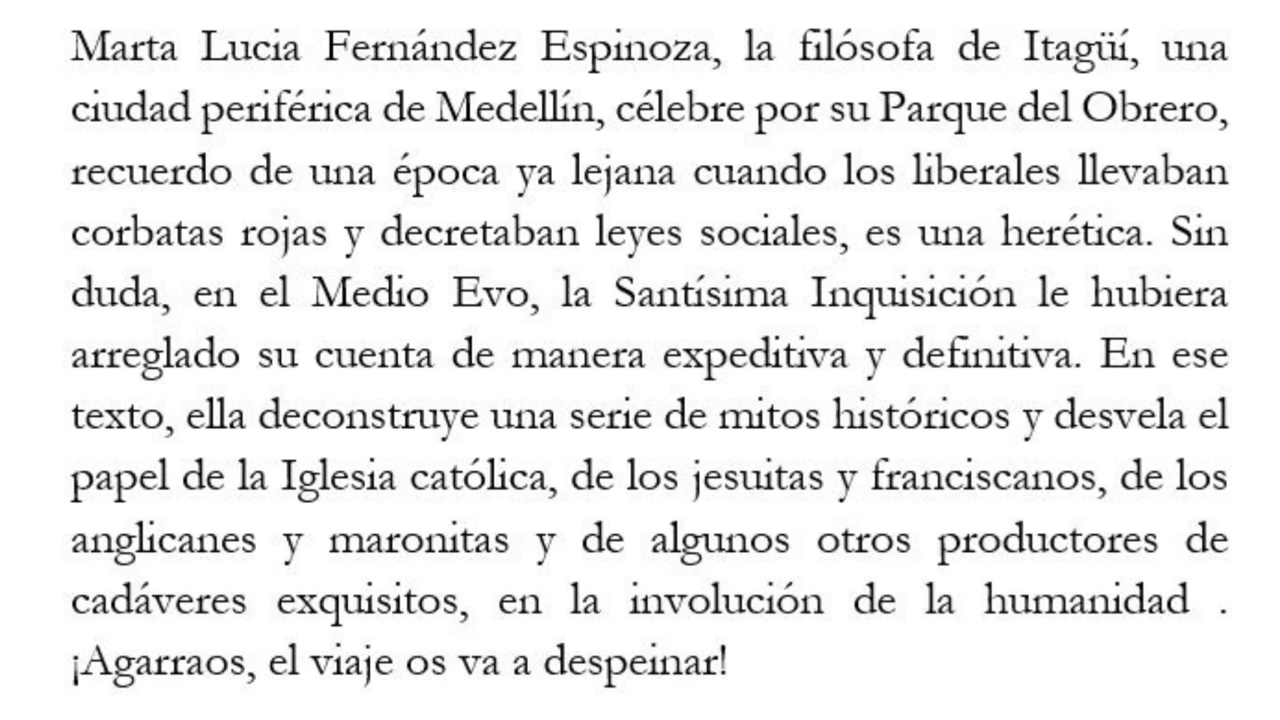 Marta Lucia Fernández Espinoza, la filósofa de Itagüí, una
ciudad periférica de Medellín, célebre por su Parque del Obrero,
recuerdo de una época ya lejana cuando los liberales llevaban
corbatas rojas y decretaban leyes sociales, es una herética. Sin
duda, en el Medio Evo, la Santísima Inquisición le hubiera
arreglado su cuenta de manera expeditiva y definitiva. En ese
texto, ella deconstruye una serie de mitos históricos y desvela el
papel de la Iglesia católica, de los jesuitas y franciscanos, de los
anglicanes y maronitas y de algunos otros productores de
cadáveres exquisitos, en la involución de la humanidad .
¡Agarraos, el viaje os va a despeinar!